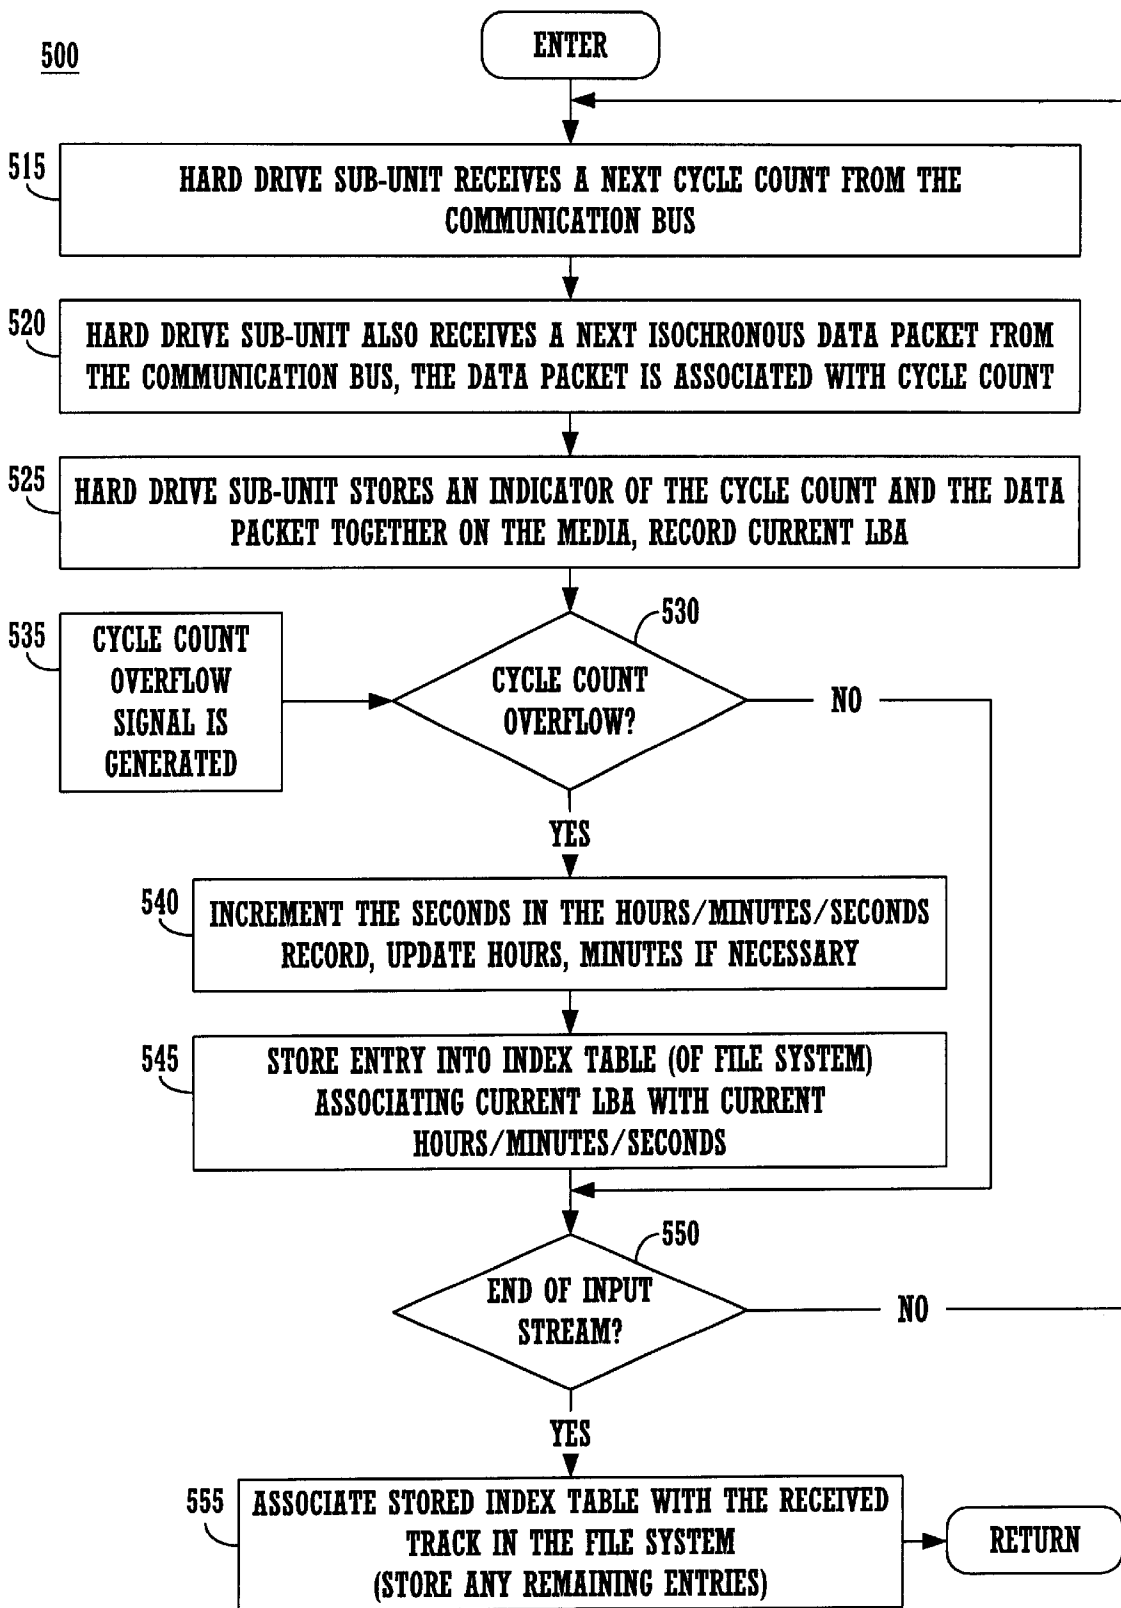 500
ENTER
515
HARD DRIVE SUB-UNIT RECEIVES A NEXT CYCLE COUNT FROM THE
COMMUNICATION BUS
520
HARD DRIVE SUB-UNIT ALSO RECEIVES A NEXT ISOCHRONOUS DATA PACKET FROM
THE COMMUNICATION BUS, THE DATA PACKET IS ASSOCIATED WITH CYCLE COUNT
525
HARD DRIVE SUB-UNIT STORES AN INDICATOR OF THE CYCLE COUNT AND THE DATA
PACKET TOGETHER ON THE MEDIA, RECORD CURRENT LBA
535
CYCLE COUNT
OVERFLOW
SIGNAL IS
GENERATED
530
CYCLE COUNT
OVERFLOW?
NO
YES
540
INCREMENT THE SECONDS IN THE HOURS/MINUTES/SECONDS
RECORD, UPDATE HOURS, MINUTES IF NECESSARY
545
STORE ENTRY INTO INDEX TABLE (OF FILE SYSTEM)
ASSOCIATING CURRENT LBA WITH CURRENT
HOURS/MINUTES/SECONDS
550
END OF INPUT
STREAM?
NO
YES
555
ASSOCIATE STORED INDEX TABLE WITH THE RECEIVED
TRACK IN THE FILE SYSTEM
(STORE ANY REMAINING ENTRIES)
RETURN